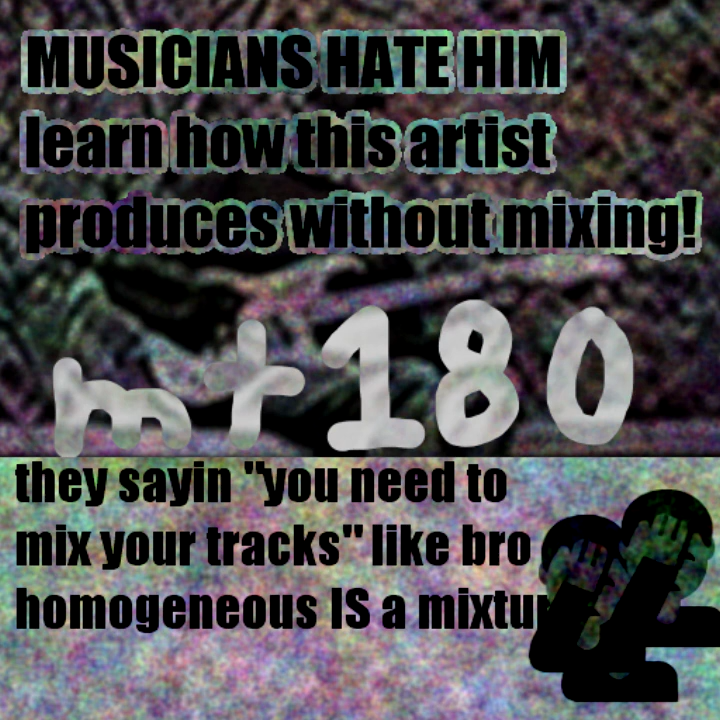 MUSICIANS HATE HIM
learn how this artist
produces without mixing!
mt180
they sayin "you need to
mix your tracks" like bro
homogeneous IS a mixtur